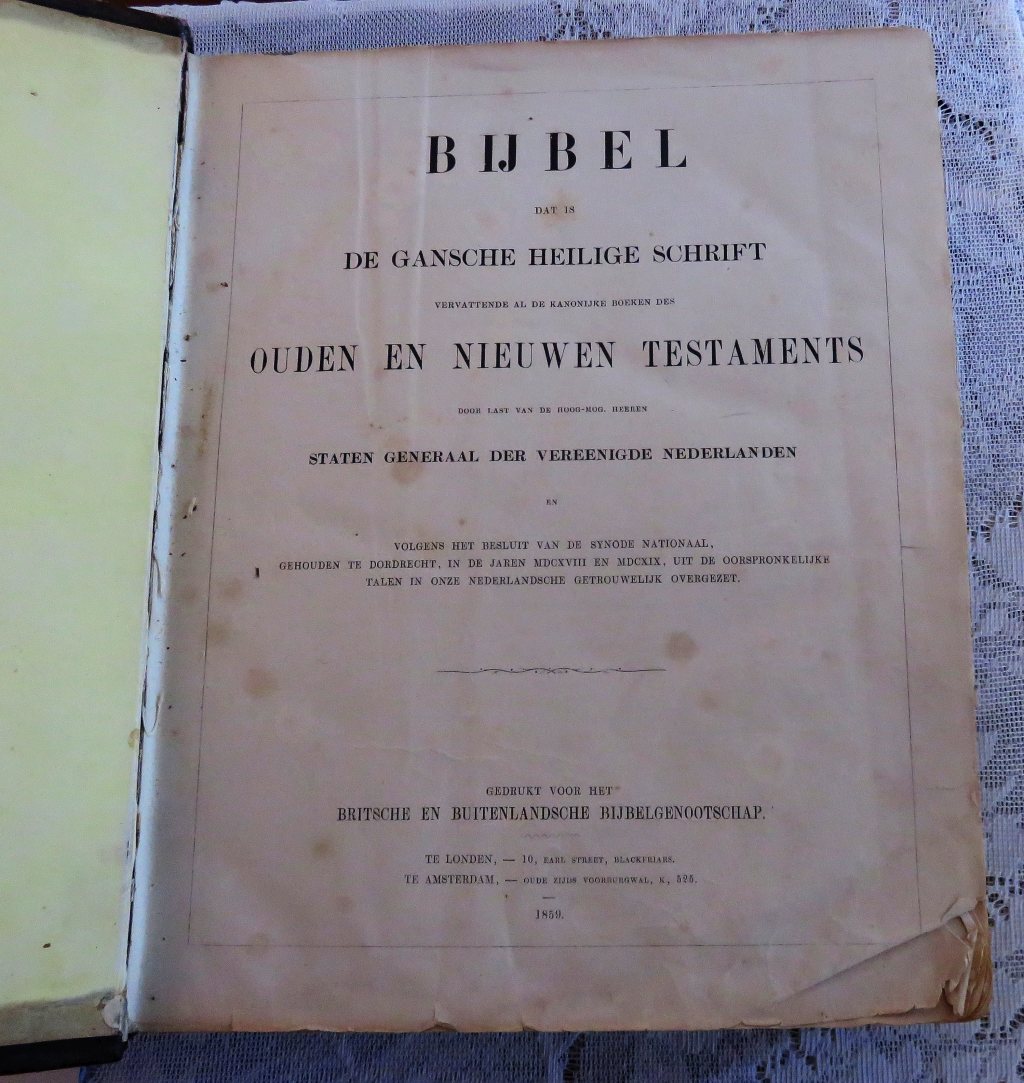 BIJBEL
DAT IS
DE GANSCHE HEILIGE SCHRIFT
VERVATTENDE AL DE KANONIJKE BOEKEN DES
OUDEN EN NIEUWEN TESTAMENTS
DOOR LAST VAN DE HOOG-MOG. HEEREN
STATEN GENERAAL DER VEREENIGDE NEDERLANDEN
EN
VOLGENS HET BESLUIT VAN DE SYNODE NATIONAAL,
GEHOUDEN TE DORDRECHT, IN DE JAREN MDCXVIII EN MDCXIX, UIT DE OORSPRONKELIJKE
TALEN IN ONZE NEDERLANDSCHE GETROUWELIJK OVERGEZET.
GEDRUKT VOOR HET
BRITSCHE EN BUITENLANDSCHE BIJBELGENOOTSCHAP.
TE LONDEN, — 10, EARL STREET, BLACKFRIARS.
TE AMSTERDAM, — OUDE ZIJDS VOORBURGWAL, K, 525.
1859.